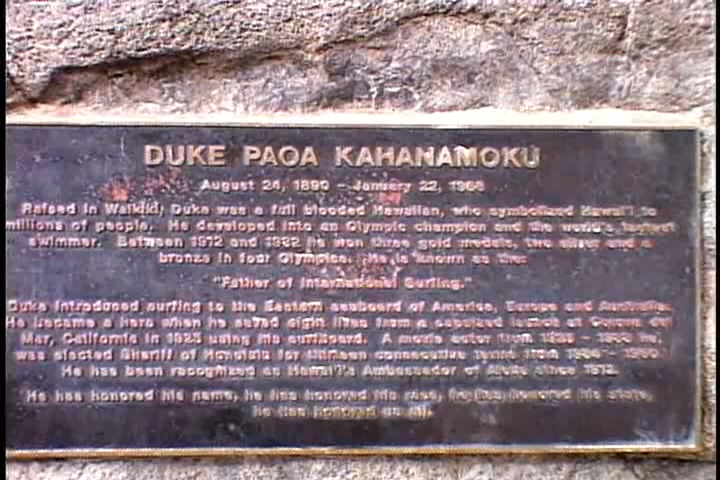 DUKE PAOA KAHANAMOKU
August 24, 1890 - January 22, 1968
Raised in Waikiki, Duke was a full blooded Hawaiian, who symbolized Hawai'i to
millions of people. He developed into an Olympic champion and the world's fastest
swimmer. Between 1912 and 1932 he won three gold medals, two silver and a
bronze in four Olympics. He is known as the:
"Father of International Surfing."
Duke introduced surfing to the Eastern seaboard of America, Europe and Australia.
He became a hero when he saved eight lives from a capsized launch at Corona del
Mar, California in 1925 using his surfboard. A movie actor from he
was elected Sheriff of Honolulu for thirteen consecutive terms from
He has been recognized as Hawai'i's Ambassador of Aloha since 1912.
He has honored his name, he has honored his race, he has honored his state,
he has honored us all.